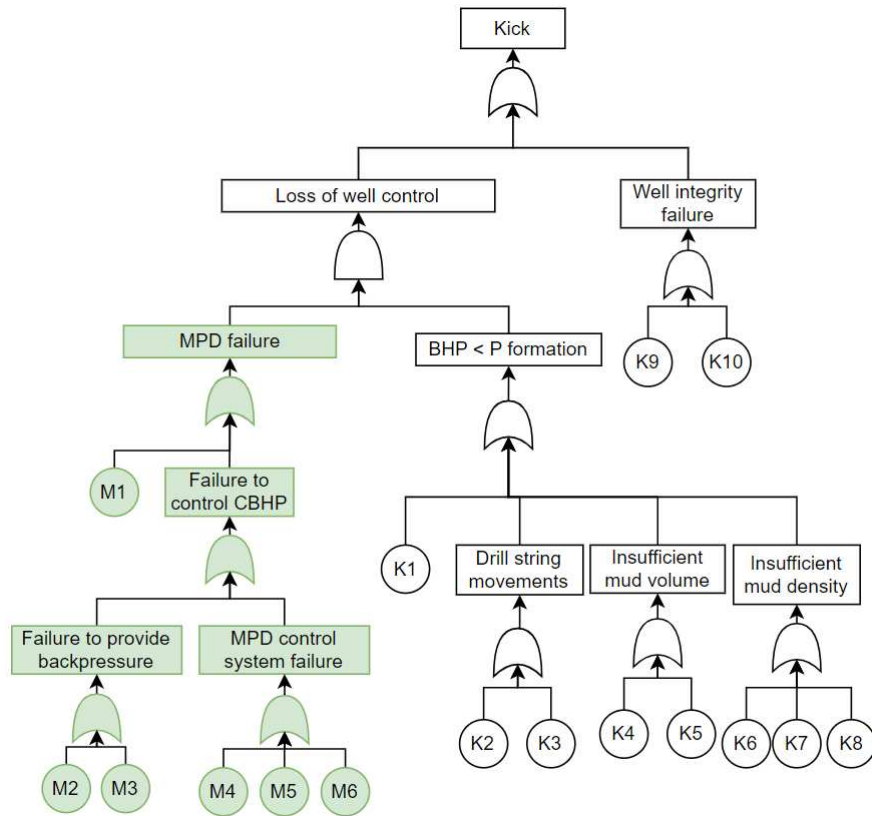 Kick
Loss of well control
Well integrity
failure
MPD failure
BHP < P formation
K9
K10
M1
Failure to
control CBHP
K1
Drill string
movements
Insufficient
mud volume
Insufficient
mud density
Failure to provide
backpressure
MPD control
system failure
K2
K3
K4
K5
K6
K7
K8
M2
M3
M4
M5
M6